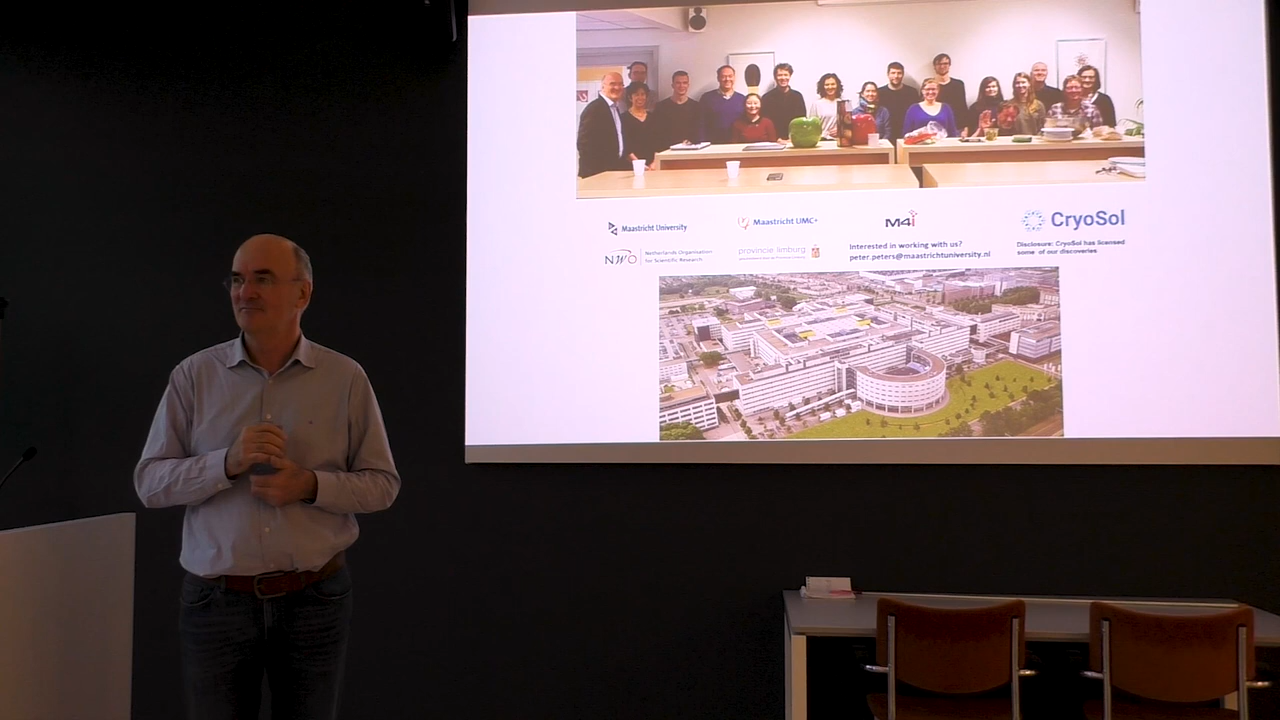 Maastricht University
Maastricht UMC+
M4i
CryoSol
NWO
Netherlands Organisation
for Scientific Research
provincie limburg
Interested in working with us?
peter.peters@maastrichtuniversity.nl
Disclosure: CryoSol has licensed
some of our discoveries